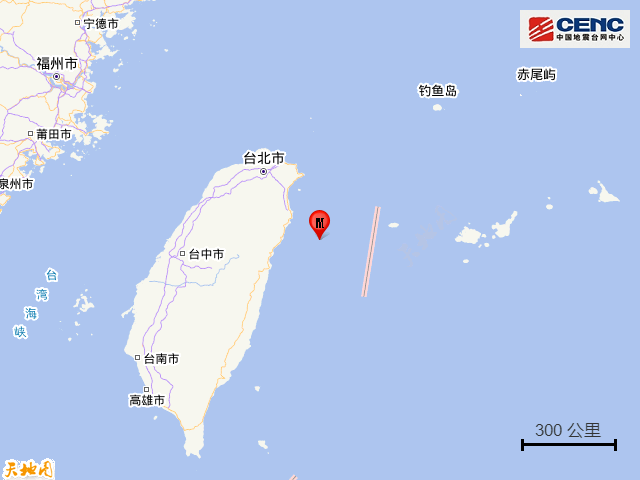 宁德市
CENC
中国地震台网中心
福州市
赤尾屿
钓鱼岛
莆田市
台北市
泉州市
M
台中市
台
湾
海
峡
台南市
高雄市
300 公里
天地图